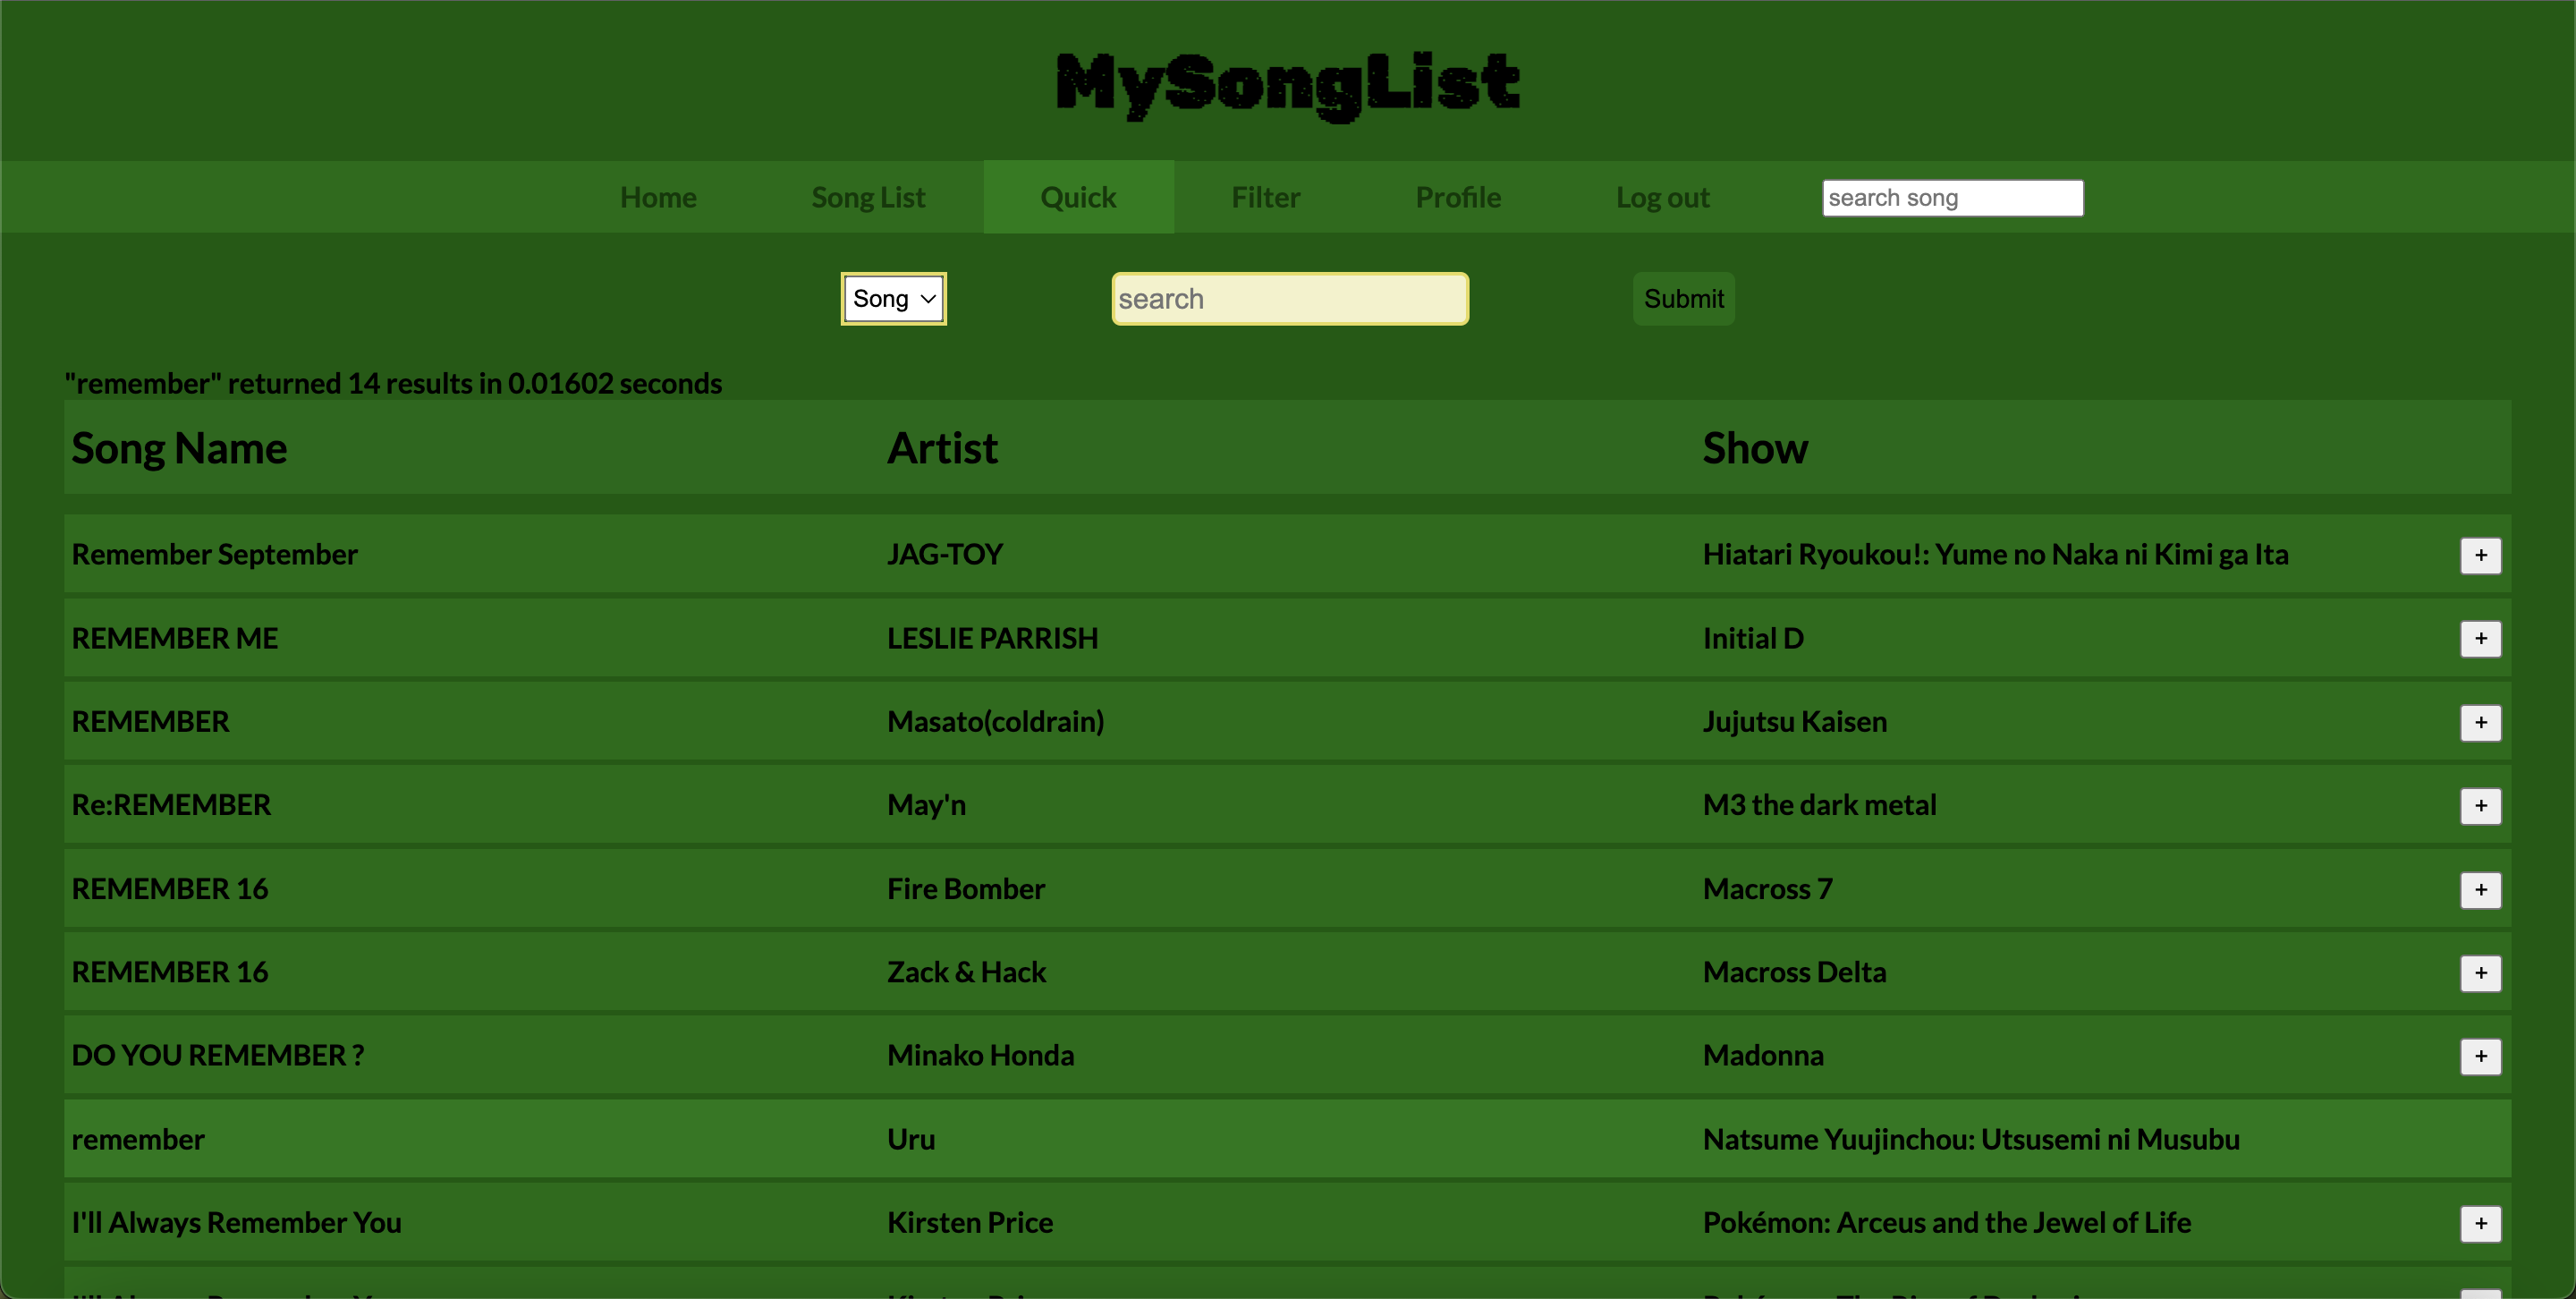 MySongList
Home Song List Quick Filter Profile Log out search song
Song search Submit
"remember" returned 14 results in 0.01602 seconds
Song Name Artist Show
Remember September JAG-TOY Hiatari Ryoukou!: Yume no Naka ni Kimi ga Ita +
REMEMBER ME LESLIE PARRISH Initial D +
REMEMBER Masato(coldrain) Jujutsu Kaisen +
Re:REMEMBER May'n M3 the dark metal +
REMEMBER 16 Fire Bomber Macross 7 +
REMEMBER 16 Zack & Hack Macross Delta +
DO YOU REMEMBER ? Minako Honda Madonna +
remember Uru Natsume Yuujinchou: Utsusemi ni Musubu
I'll Always Remember You Kirsten Price Pokémon: Arceus and the Jewel of Life +